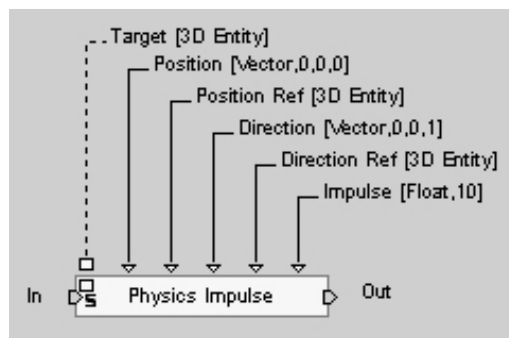 Target [3D Entity]
Position [Vector,0,0,0]
Position Ref [3D Entity]
Direction [Vector,0,0,1]
Direction Ref [3D Entity]
Impulse [Float,10]
In
S
Physics Impulse
Out